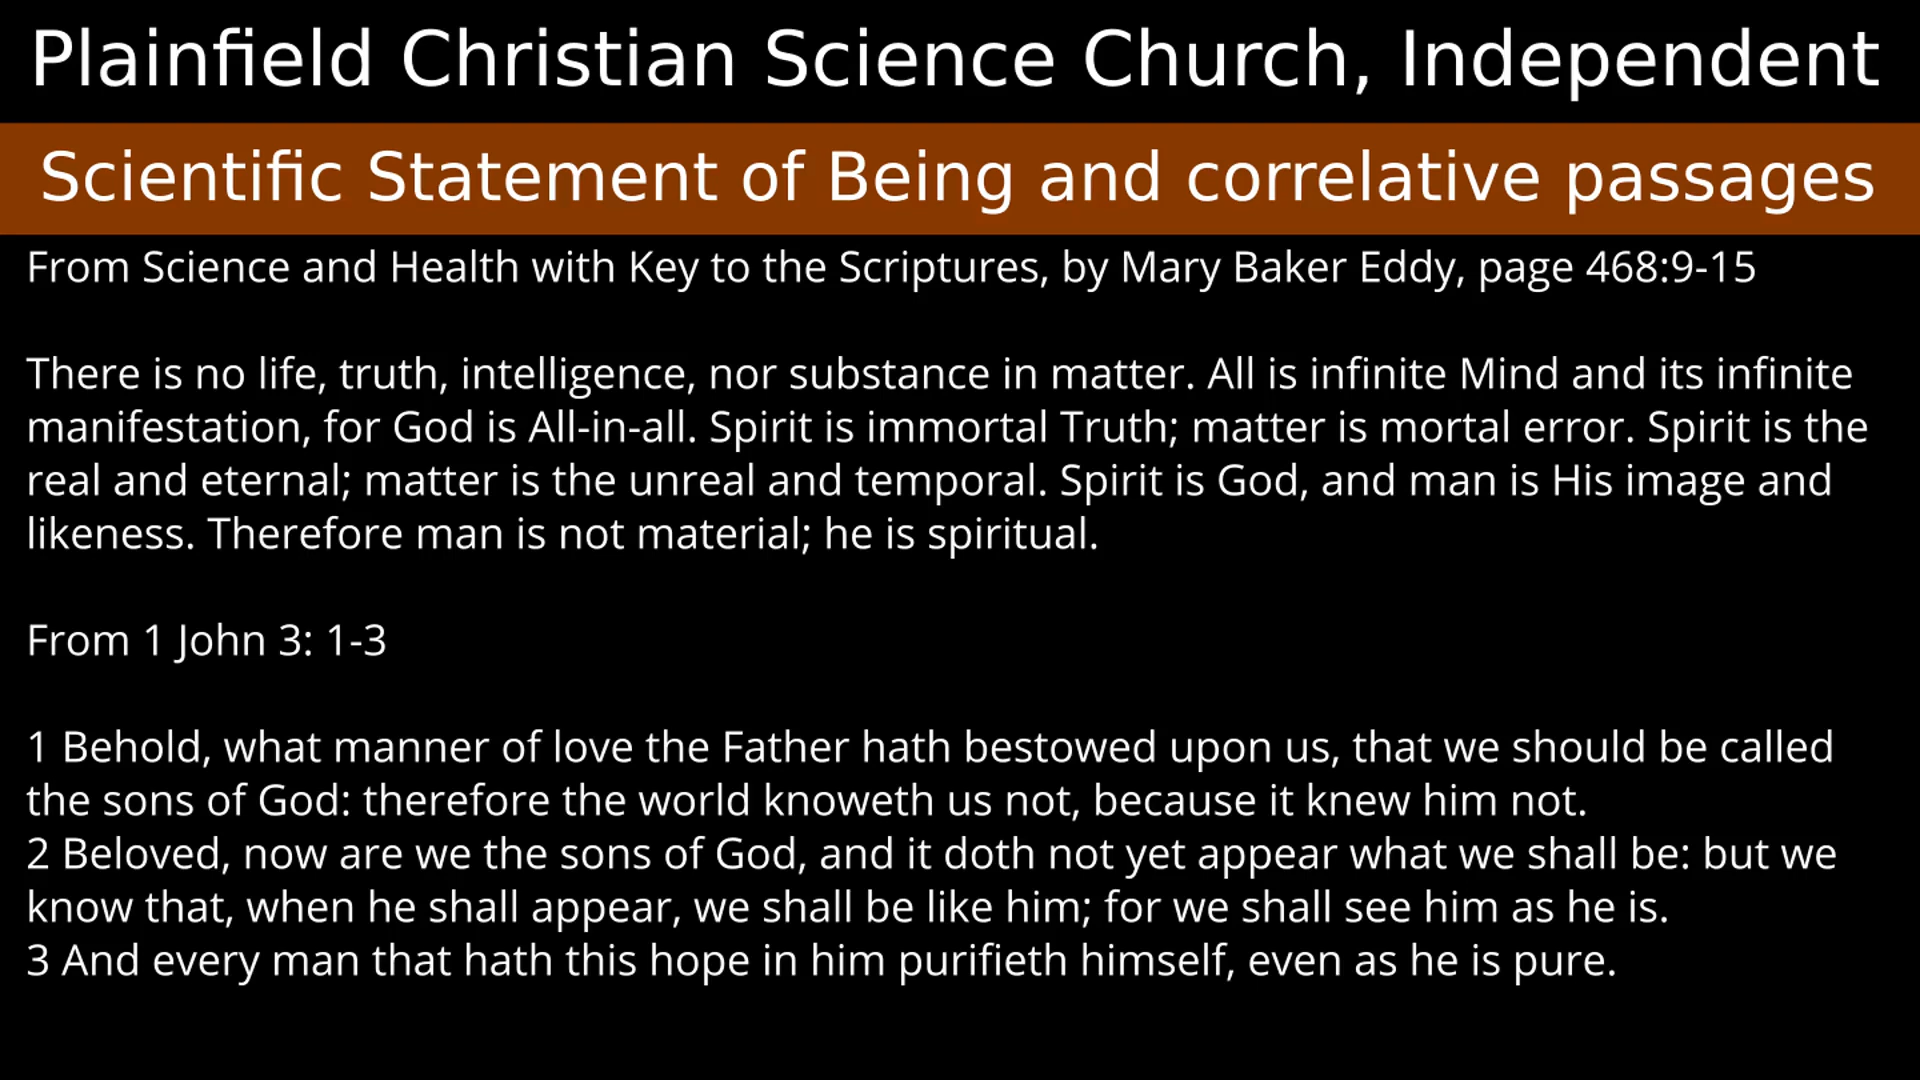 Plainfield Christian Science Church, Independent
Scientific Statement of Being and correlative passages
From Science and Health with Key to the Scriptures, by Mary Baker Eddy, page 468:9-15
There is no life, truth, intelligence, nor substance in matter. All is infinite Mind and its infinite
manifestation, for God is All-in-all. Spirit is immortal Truth; matter is mortal error. Spirit is the
real and eternal; matter is the unreal and temporal. Spirit is God, and man is His image and
likeness. Therefore man is not material; he is spiritual.
From 1 John 3: 1-3
1 Behold, what manner of love the Father hath bestowed upon us, that we should be called
the sons of God: therefore the world knoweth us not, because it knew him not.
2 Beloved, now are we the sons of God, and it doth not yet appear what we shall be: but we
know that, when he shall appear, we shall be like him; for we shall see him as he is.
3 And every man that hath this hope in him purifieth himself, even as he is pure.